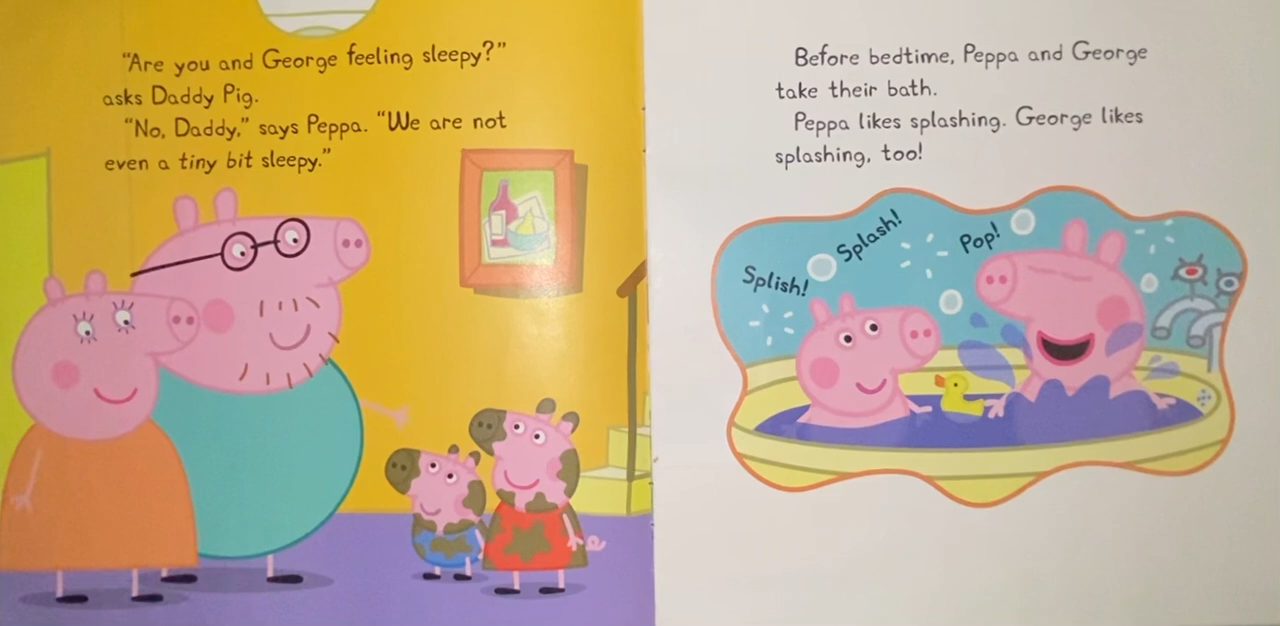 “Are you and George feeling sleepy?”
asks Daddy Pig.
“No, Daddy,” says Peppa. “We are not
even a tiny bit sleepy.”
Before bedtime, Peppa and George
take their bath.
Peppa likes splashing. George likes
splashing, too!
Splish!
Splash!
Pop!